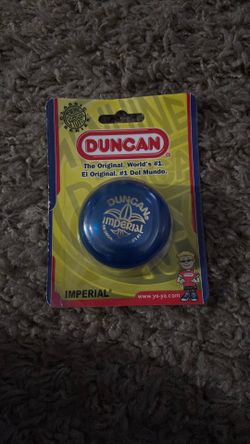 DUNCAN®
The Original. World's #1.
El Original. #1 Del Mundo.
DUNCAN®
imperial
IMPERIAL®
www.yo-yo.com